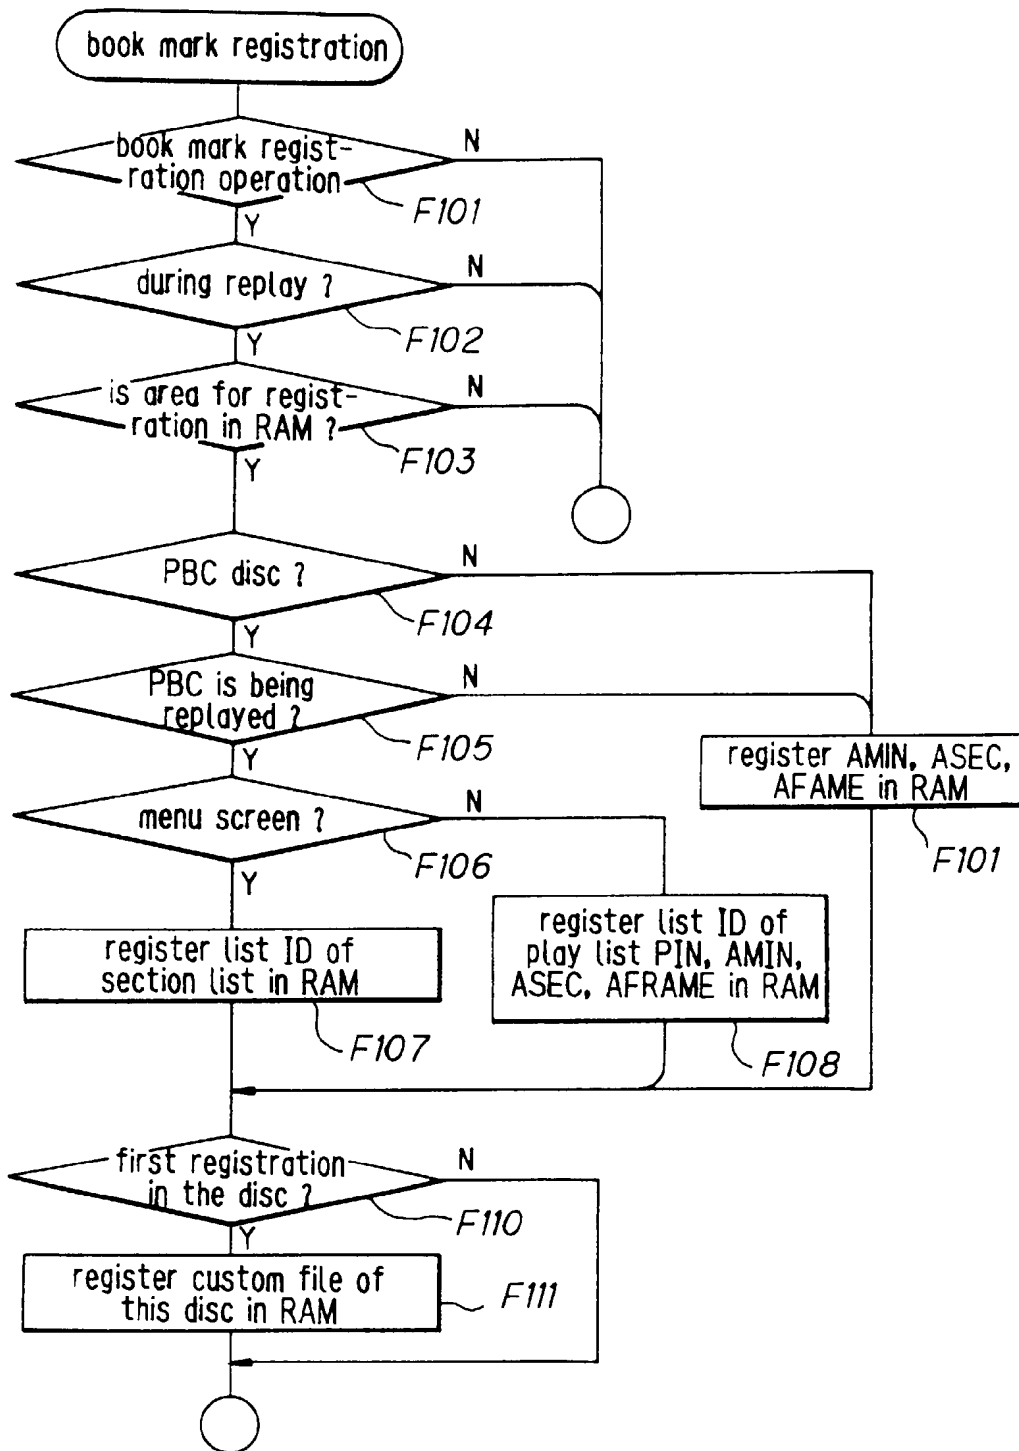 book mark registration
book mark regist-
ration operation
N
F101
Y
during replay ?
N
F102
Y
is area for regist-
ration in RAM ?
N
F103
Y
PBC disc ?
N
F104
Y
PBC is being
replayed ?
N
F105
Y
register AMIN, ASEC,
AFAME in RAM
F101
menu screen ?
N
F106
Y
register list ID of
section list in RAM
F107
register list ID of
play list PIN, AMIN,
ASEC, AFRAME in RAM
F108
first registration
in the disc ?
N
F110
Y
register custom file of
this disc in RAM
F111